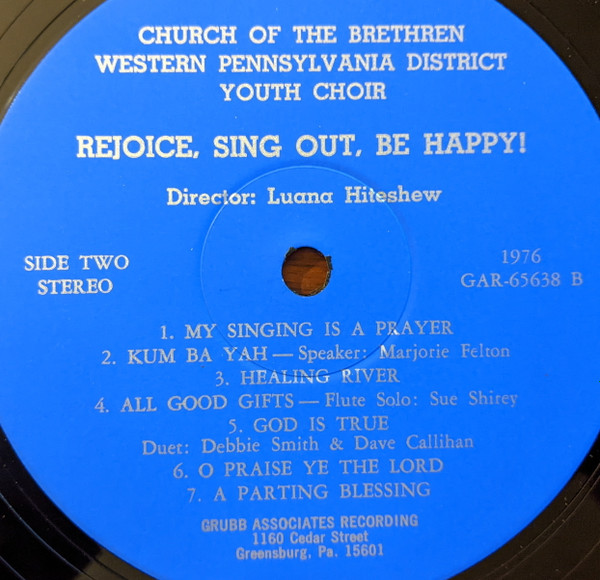 CHURCH OF THE BRETHREN
WESTERN PENNSYLVANIA DISTRICT
YOUTH CHOIR
REJOICE, SING OUT, BE HAPPY!
Director: Luana Hiteshew
SIDE TWO
STEREO
1976
GAR-65638 B
1. MY SINGING IS A PRAYER
2. KUM BA YAH — Speaker: Marjorie Felton
3. HEALING RIVER
4. ALL GOOD GIFTS — Flute Solo: Sue Shirey
5. GOD IS TRUE
Duet: Debbie Smith & Dave Callihan
6. O PRAISE YE THE LORD
7. A PARTING BLESSING
GRUBB ASSOCIATES RECORDING
1160 Cedar Street
Greensburg, Pa. 15601